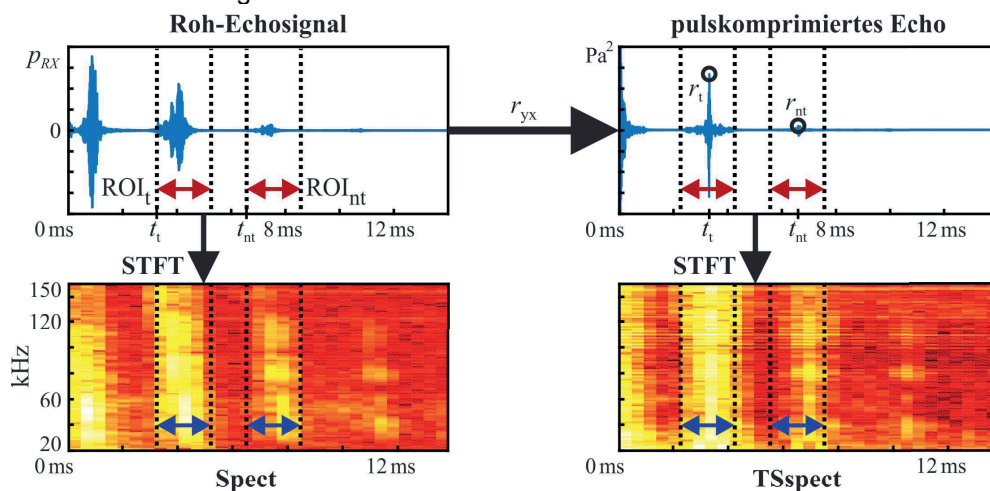 Roh-Echosignal
p_RX
0
ROI_t
ROI_nt
0 ms
t_t
t_nt
8 ms
12 ms
r_yx
pulskomprimiertes Echo
Pa²
r_t
r_nt
0 ms
t_t
t_nt
8 ms
12 ms
STFT
150
120
60
20
kHz
0 ms
12 ms
Spect
STFT
0 ms
12 ms
TSspect